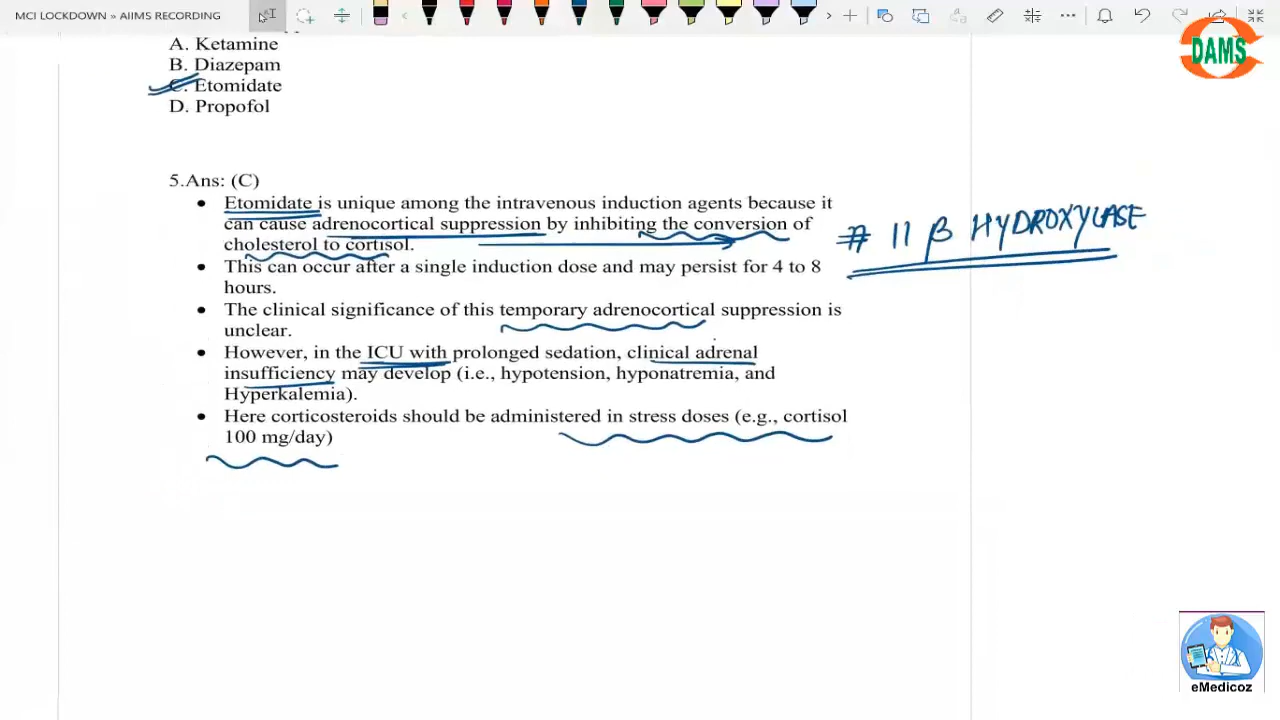 MCI LOCKDOWN » AIIMS RECORDING
DAMS
A. Ketamine
B. Diazepam
C. Etomidate
D. Propofol
5.Ans: (C)
• Etomidate is unique among the intravenous induction agents because it
can cause adrenocortical suppression by inhibiting the conversion of
cholesterol to cortisol.
# 11 β HYDROXYLASE
• This can occur after a single induction dose and may persist for 4 to 8
hours.
• The clinical significance of this temporary adrenocortical suppression is
unclear.
• However, in the ICU with prolonged sedation, clinical adrenal
insufficiency may develop (i.e., hypotension, hyponatremia, and
Hyperkalemia).
• Here corticosteroids should be administered in stress doses (e.g., cortisol
100 mg/day)
eMedicoz